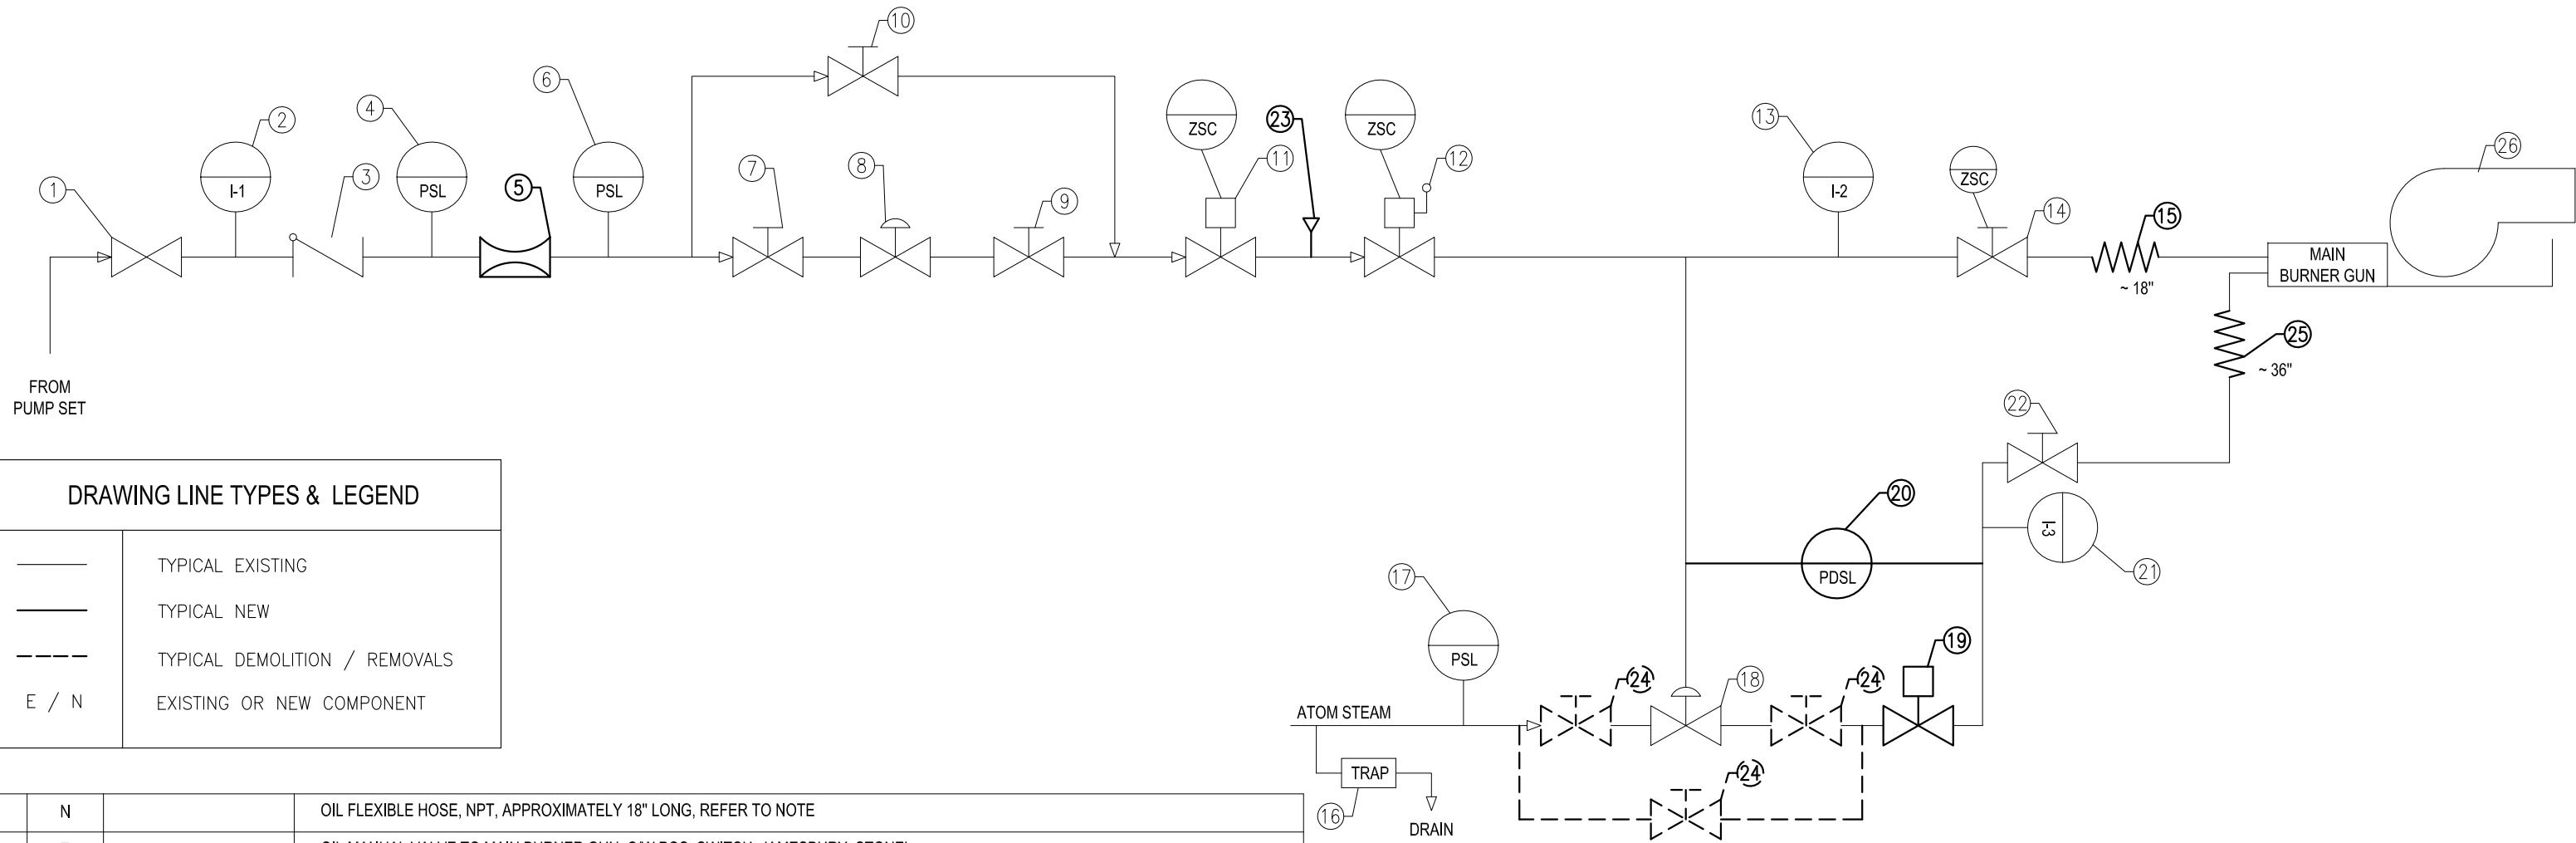 10
6
4
2
ZSC
23
ZSC
13
26
I-1
3
PSL
5
PSL
7
8
11
12
I-2
ZSC
1
9
14
15
MAIN
BURNER GUN
~ 18"
25
~ 36"
FROM
PUMP SET
22
DRAWING LINE TYPES & LEGEND
20
I-3
TYPICAL EXISTING
PDSL
17
21
TYPICAL NEW
PSL
19
TYPICAL DEMOLITION / REMOVALS
24
18
24
E / N
EXISTING OR NEW COMPONENT
ATOM STEAM
TRAP
24
16
DRAIN
N
OIL FLEXIBLE HOSE, NPT, APPROXIMATELY 18" LONG, REFER TO NOTE